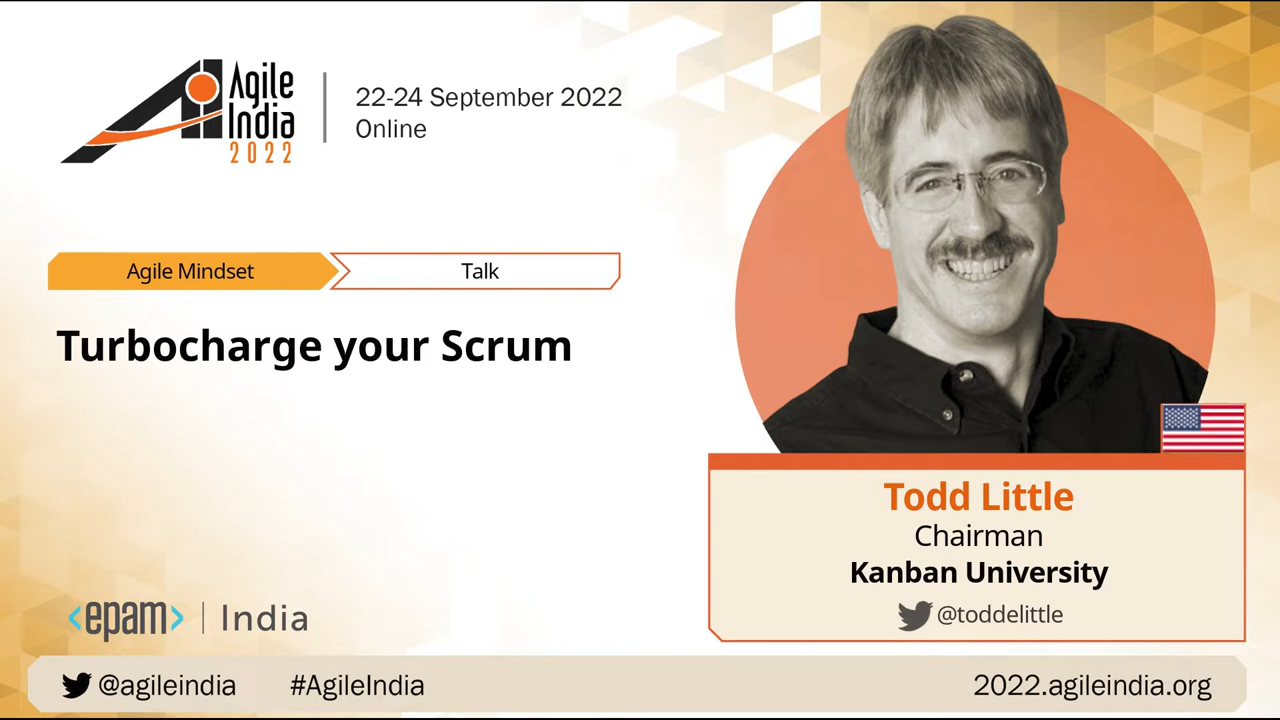 Agile
India
2022
22-24 September 2022
Online
Agile Mindset
Talk
Turbocharge your Scrum
Todd Little
Chairman
Kanban University
@toddelittle
<epam> | India
@agileindia
#AgileIndia
2022.agileindia.org